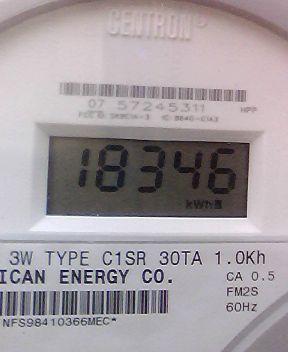 CENTRON®
07 57245311 HPP
18346
kWh
3W TYPE C1SR 30TA 1.0Kh
ICAN ENERGY CO. CA 0.5
FM2S
NFS98410366MEC* 60Hz